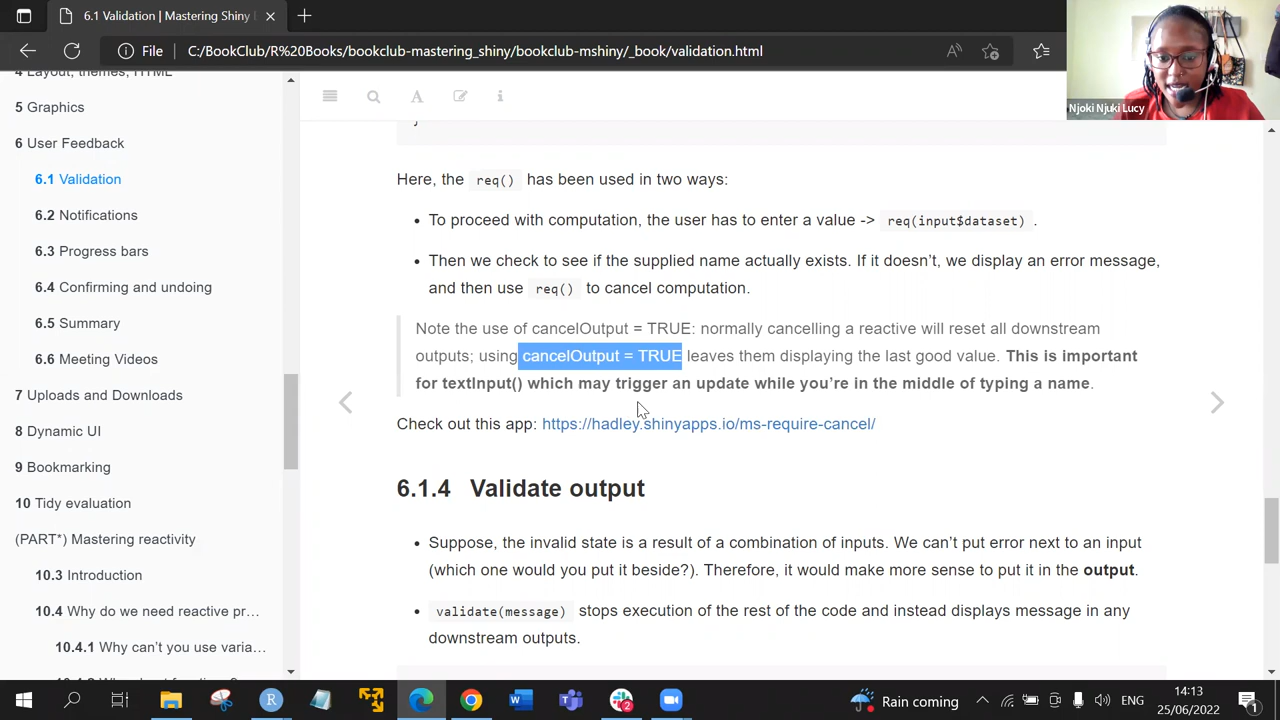 6.1 Validation | Mastering Shiny
File
C:/BookClub/R%20Books/bookclub-mastering_shiny/bookclub-mshiny/_book/validation.html
Njoki Njuki Lucy
4 Layout, themes, HTML
5 Graphics
6 User Feedback
6.1 Validation
6.2 Notifications
6.3 Progress bars
6.4 Confirming and undoing
6.5 Summary
6.6 Meeting Videos
7 Uploads and Downloads
8 Dynamic UI
9 Bookmarking
10 Tidy evaluation
(PART*) Mastering reactivity
10.3 Introduction
10.4 Why do we need reactive pr…
10.4.1 Why can’t you use varia…
}
Here, the req() has been used in two ways:
• To proceed with computation, the user has to enter a value -> req(input$dataset) .
• Then we check to see if the supplied name actually exists. If it doesn’t, we display an error message,
and then use req() to cancel computation.
Note the use of cancelOutput = TRUE: normally cancelling a reactive will reset all downstream
outputs; using cancelOutput = TRUE leaves them displaying the last good value. This is important
for textInput() which may trigger an update while you’re in the middle of typing a name.
Check out this app: https://hadley.shinyapps.io/ms-require-cancel/
6.1.4 Validate output
• Suppose, the invalid state is a result of a combination of inputs. We can’t put error next to an input
(which one would you put it beside?). Therefore, it would make more sense to put it in the output.
• validate(message) stops execution of the rest of the code and instead displays message in any
downstream outputs.
Rain coming
ENG
14:13
25/06/2022